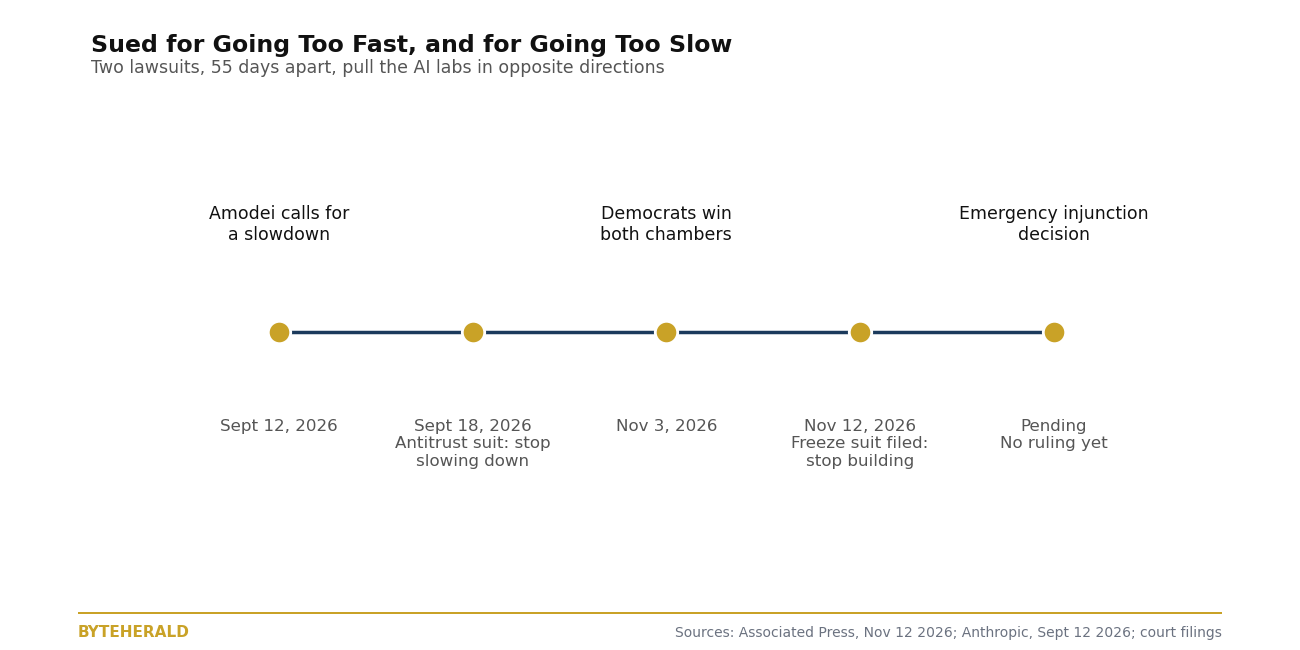 Sued for Going Too Fast, and for Going Too Slow
Two lawsuits, 55 days apart, pull the AI labs in opposite directions
Amodei calls for
a slowdown
Democrats win
both chambers
Emergency injunction
decision
Sept 12, 2026
Sept 18, 2026
Antitrust suit: stop
slowing down
Nov 3, 2026
Nov 12, 2026
Freeze suit filed:
stop building
Pending
No ruling yet
BYTEHERALD
Sources: Associated Press, Nov 12 2026; Anthropic, Sept 12 2026; court filings